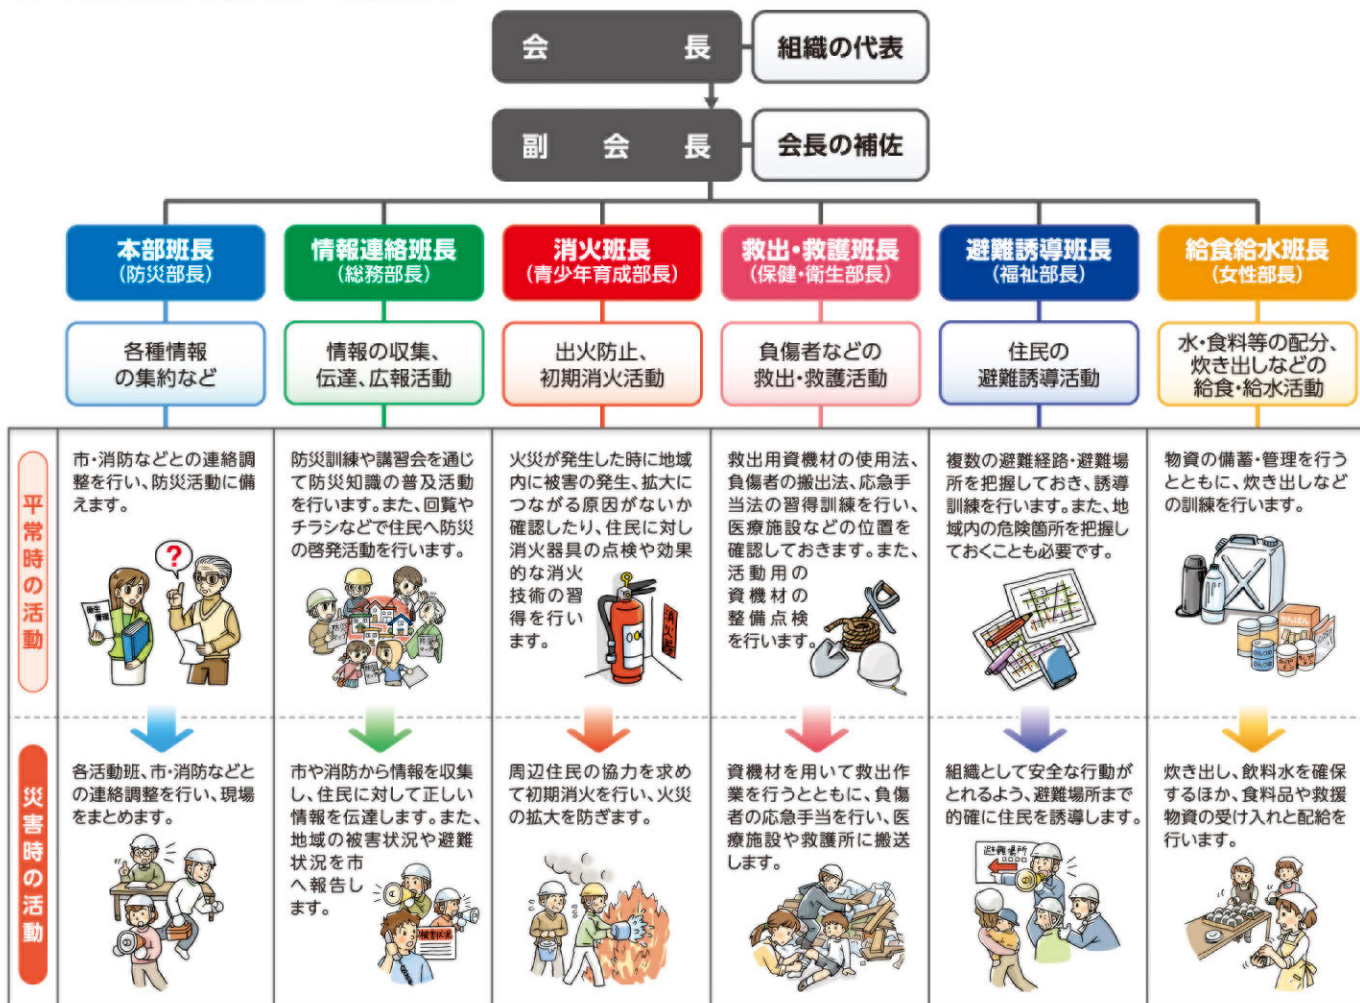 会長
組織の代表
副会長
会長の補佐
本部班長
(防災部長)
情報連絡班長
(総務部長)
消火班長
(青少年育成部長)
救出・救護班長
(保健・衛生部長)
避難誘導班長
(福祉部長)
給食給水班長
(女性部長)
各種情報
の集約など
情報の収集、
伝達、広報活動
出火防止、
初期消火活動
負傷者などの
救出・救護活動
住民の
避難誘導活動
水・食料等の配分、
炊き出しなどの
給食・給水活動
平常時の活動
市・消防などとの連絡調
整を行い、防災活動に備
えます。
?
衛生
管理
防災訓練や講習会を通じ
て防災知識の普及活動
を行います。また、回覧や
チラシなどで住民へ防災
の啓発活動を行います。
防災
マップ
火災が発生した時に地域
内に被害の発生、拡大に
つながる原因がないか
確認したり、住民に対し
消火器具の点検や効果
的な消火
技術の習
得を行い
ます。
消火器
救出用資機材の使用法、
負傷者の搬出法、応急手
当法の習得訓練を行い、
医療施設などの位置を
確認しておきます。また、
活動用の
資機材の
整備点検
を行います。
複数の避難経路・避難場
所を把握しておき、誘導
訓練を行います。また、地
域内の危険箇所を把握し
ておくことも必要です。
物資の備蓄・管理を行う
とともに、炊き出しなど
の訓練を行います。
かんぱん
かんづめ
災害時の活動
各活動班、市・消防などと
の連絡調整を行い、現場
をまとめます。
市や消防から情報を収集
し、住民に対して正しい
情報を伝達します。また、
地域の被害状況や避難
状況を市
へ報告し
ます。
被害状況
周辺住民の協力を求め
て初期消火を行い、火災
の拡大を防ぎます。
資機材を用いて救出作
業を行うとともに、負傷
者の応急手当を行い、医
療施設や救護所に搬送
します。
組織として安全な行動が
とれるよう、避難場所まで
的確に住民を誘導します。
避難場所
炊き出し、飲料水を確保
するほか、食料品や救援
物資の受け入れと配給を
行います。